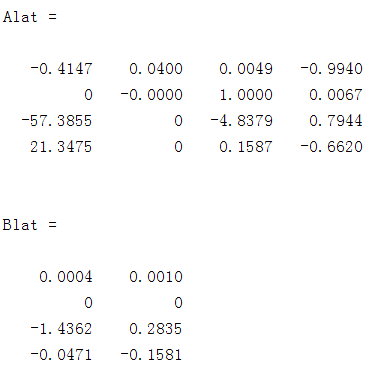 Alat =
-0.4147 0.0400 0.0049 -0.9940
0 -0.0000 1.0000 0.0067
-57.3855 0 -4.8379 0.7944
21.3475 0 0.1587 -0.6620
Blat =
0.0004 0.0010
0 0
-1.4362 0.2835
-0.0471 -0.1581